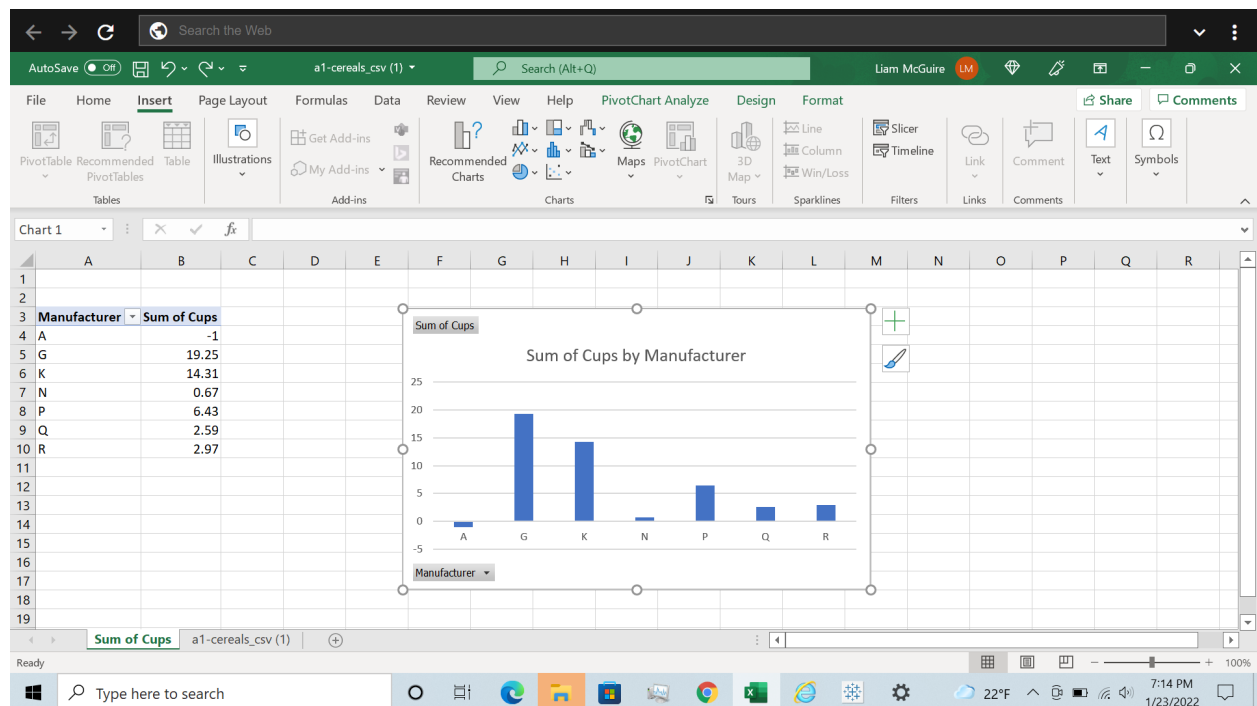 Search the Web
AutoSave Off a1-cereals_csv (1) Search (Alt+Q) Liam McGuire LM
File Home Insert Page Layout Formulas Data Review View Help PivotChart Analyze Design Format Share Comments
PivotTable Recommended PivotTables Table Illustrations Get Add-ins My Add-ins Recommended Charts Maps PivotChart 3D Map Line Column Win/Loss Slicer Timeline Link Comment Text Symbols
Tables Add-ins Charts Tours Sparklines Filters Links Comments
Chart 1 fx
A B C D E F G H I J K L M N O P Q R
1
2
3 Manufacturer Sum of Cups
4 A -1
5 G 19.25
6 K 14.31
7 N 0.67
8 P 6.43
9 Q 2.59
10 R 2.97
11
12
13
14
15
16
17
18
19
Sum of Cups
Sum of Cups by Manufacturer
25
20
15
10
5
0
-5
A G K N P Q R
Manufacturer
Sum of Cups a1-cereals_csv (1)
Ready 100%
Type here to search 22°F 7:14 PM
1/23/2022